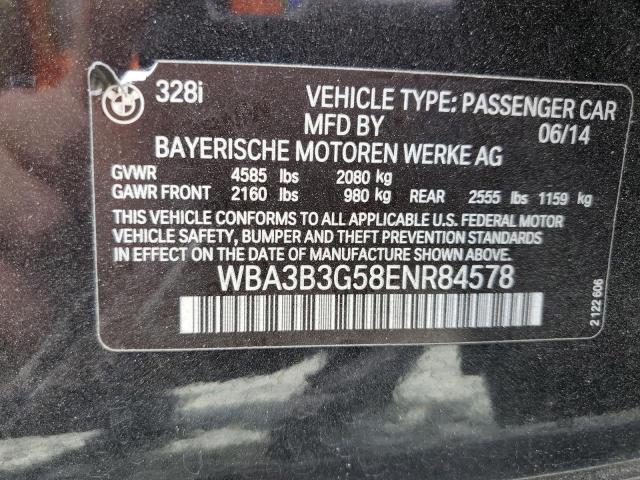 328i VEHICLE TYPE: PASSENGER CAR
MFD BY 06/14
BAYERISCHE MOTOREN WERKE AG
GVWR 4585 lbs 2080 kg
GAWR FRONT 2160 lbs 980 kg REAR 2555 lbs 1159 kg
THIS VEHICLE CONFORMS TO ALL APPLICABLE U.S. FEDERAL MOTOR
VEHICLE SAFETY, BUMPER AND THEFT PREVENTION STANDARDS
IN EFFECT ON THE DATE OF MANUFACTURE SHOWN ABOVE.
WBA3B3G58ENR84578
2 122 606